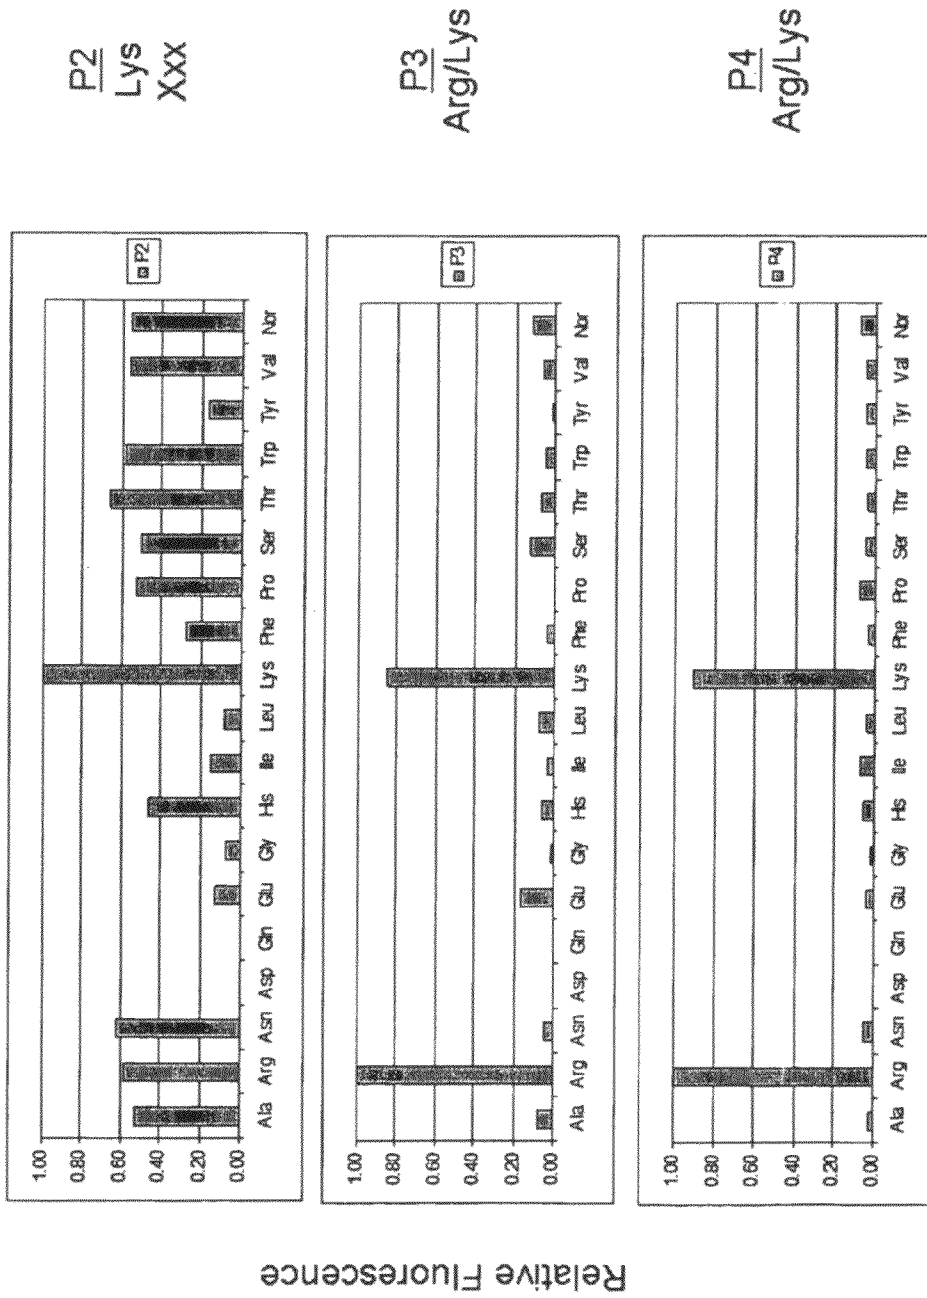 Relative Fluorescence
1.00
0.80
0.60
0.40
0.20
0.00
Ala Arg Asn Asp Gln Glu Gly His Ile Leu Lys Phe Pro Ser Thr Trp Tyr Val Nor
P2
P2
Lys
Xxx
1.00
0.80
0.60
0.40
0.20
0.00
Ala Arg Asn Asp Gln Glu Gly His Ile Leu Lys Phe Pro Ser Thr Trp Tyr Val Nor
P3
P3
Arg/Lys
1.00
0.80
0.60
0.40
0.20
0.00
Ala Arg Asn Asp Gln Glu Gly His Ile Leu Lys Phe Pro Ser Thr Trp Tyr Val Nor
P4
P4
Arg/Lys